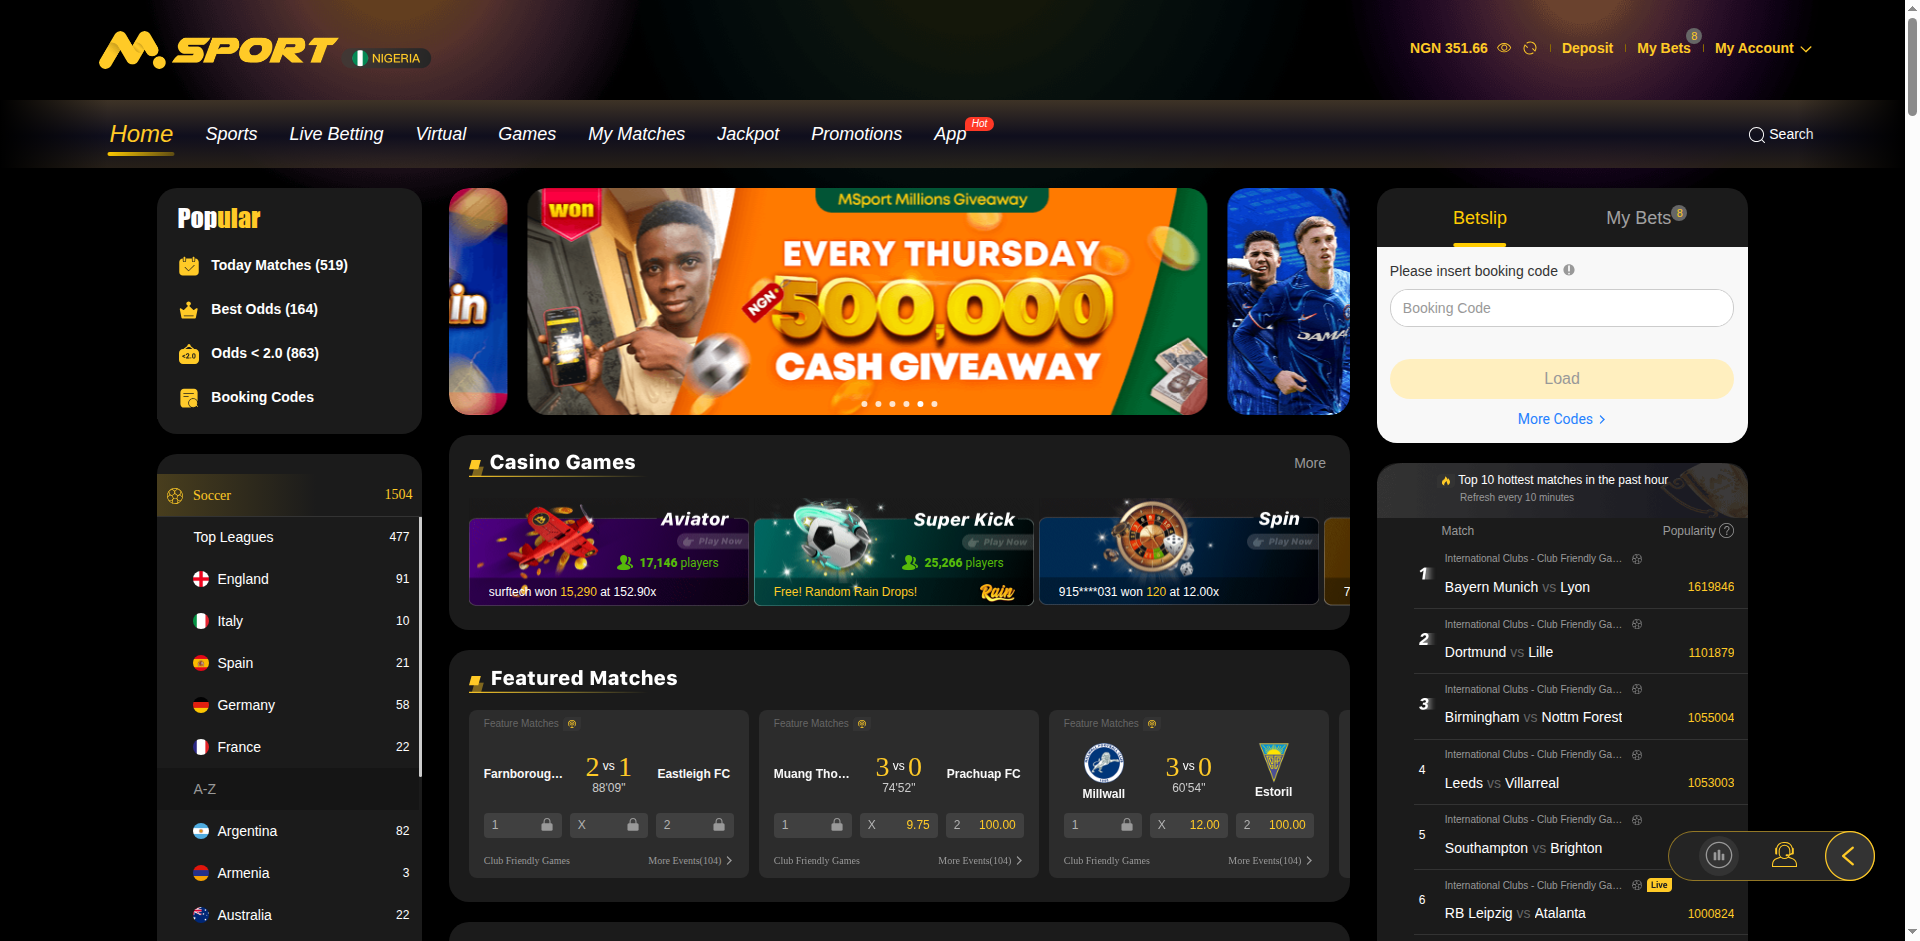 M.SPORT
NIGERIA
NGN 351.66
Deposit
My Bets
8
My Account
Home
Sports
Live Betting
Virtual
Games
My Matches
Jackpot
Promotions
App
Hot
Search
Popular
Today Matches (519)
Best Odds (164)
<2.0
Odds < 2.0 (863)
Booking Codes
Soccer
1504
Top Leagues
477
England
91
Italy
10
Spain
21
Germany
58
France
22
A-Z
Argentina
82
Armenia
3
Australia
22
in
won
MSport Millions Giveaway
EVERY THURSDAY
NGN
500,000
CASH GIVEAWAY
Casino Games
More
Aviator
Play Now
17,146 players
surftech won 15,290 at 152.90x
Super Kick
Play Now
25,266 players
Free! Random Rain Drops!
Rain
Spin
Play Now
915****031 won 120 at 12.00x
7
Featured Matches
Feature Matches
Farnboroug...
2 vs 1
88'09"
Eastleigh FC
1
X
2
Club Friendly Games
More Events(104)
Feature Matches
Muang Tho...
3 vs 0
74'52"
Prachuap FC
1
X 9.75
2 100.00
Club Friendly Games
More Events(104)
Feature Matches
Millwall
3 vs 0
60'54"
Estoril
1
X 12.00
2 100.00
Club Friendly Games
More Events(104)
Betslip
My Bets
8
Please insert booking code
Booking Code
Load
More Codes
Top 10 hottest matches in the past hour
Refresh every 10 minutes
Match
Popularity
?
1
International Clubs - Club Friendly Ga...
Bayern Munich vs Lyon
1619846
2
International Clubs - Club Friendly Ga...
Dortmund vs Lille
1101879
3
International Clubs - Club Friendly Ga...
Birmingham vs Nottm Forest
1055004
4
International Clubs - Club Friendly Ga...
Leeds vs Villarreal
1053003
5
International Clubs - Club Friendly Ga...
Southampton vs Brighton
6
International Clubs - Club Friendly Ga...
Live
RB Leipzig vs Atalanta
1000824